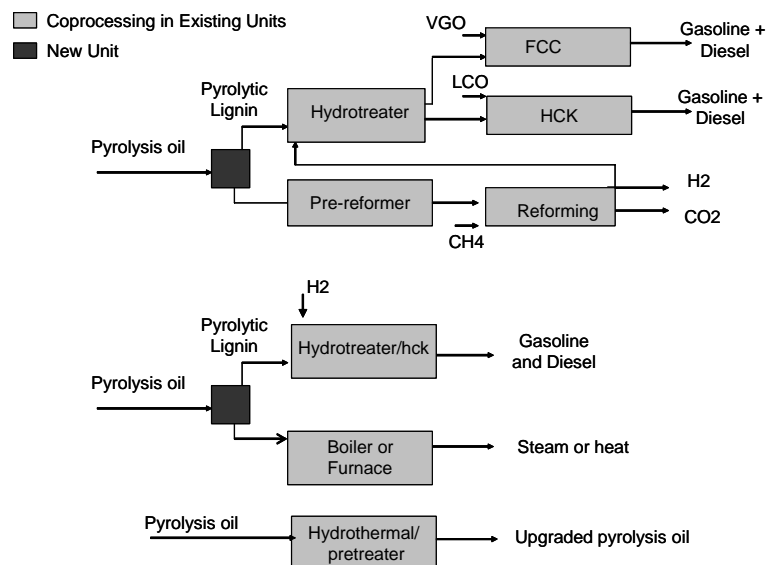 Coprocessing in Existing Units
New Unit
VGO
FCC
Gasoline +
Diesel
LCO
HCK
Gasoline +
Diesel
Pyrolytic
Lignin
Hydrotreater
Pyrolysis oil
Pre-reformer
CH4
Reforming
H2
CO2
H2
Pyrolytic
Lignin
Hydrotreater/hck
Gasoline
and Diesel
Pyrolysis oil
Boiler or
Furnace
Steam or heat
Pyrolysis oil
Hydrothermal/
pretreater
Upgraded pyrolysis oil